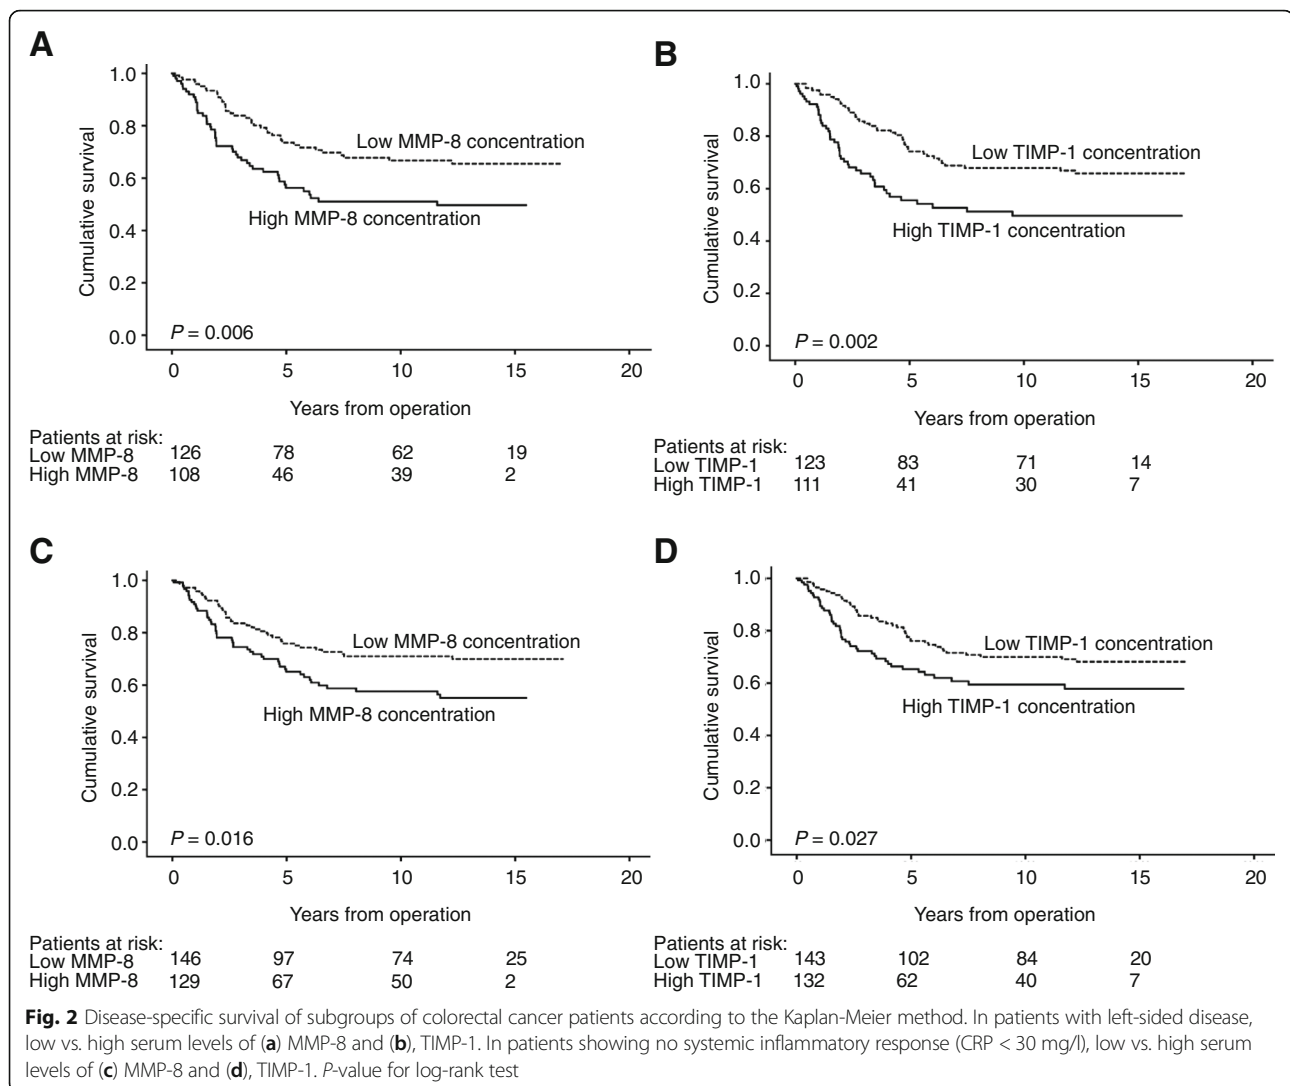 A
1.0
0.8
0.6
0.4
0.2
0.0
Cumulative survival
Low MMP-8 concentration
High MMP-8 concentration
P = 0.006
0 5 10 15 20
Years from operation
Patients at risk:
Low MMP-8 126 78 62 19
High MMP-8 108 46 39 2
B
1.0
0.8
0.6
0.4
0.2
0.0
Cumulative survival
Low TIMP-1 concentration
High TIMP-1 concentration
P = 0.002
0 5 10 15 20
Years from operation
Patients at risk:
Low TIMP-1 123 83 71 14
High TIMP-1 111 41 30 7
C
1.0
0.8
0.6
0.4
0.2
0.0
Cumulative survival
Low MMP-8 concentration
High MMP-8 concentration
P = 0.016
0 5 10 15 20
Years from operation
Patients at risk:
Low MMP-8 146 97 74 25
High MMP-8 129 67 50 2
D
1.0
0.8
0.6
0.4
0.2
0.0
Cumulative survival
Low TIMP-1 concentration
High TIMP-1 concentration
P = 0.027
0 5 10 15 20
Years from operation
Patients at risk:
Low TIMP-1 143 102 84 20
High TIMP-1 132 62 40 7
Fig. 2 Disease-specific survival of subgroups of colorectal cancer patients according to the Kaplan-Meier method. In patients with left-sided disease,
low vs. high serum levels of (a) MMP-8 and (b), TIMP-1. In patients showing no systemic inflammatory response (CRP < 30 mg/l), low vs. high serum
levels of (c) MMP-8 and (d), TIMP-1. P-value for log-rank test